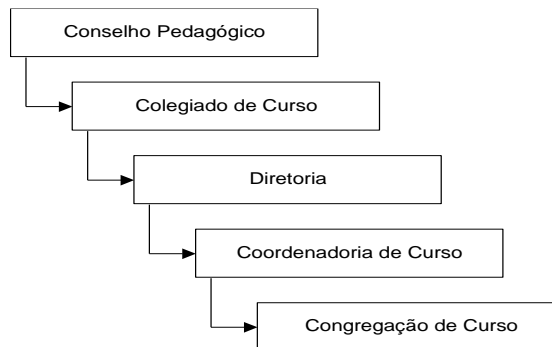 Conselho Pedagógico
Colegiado de Curso
Diretoria
Coordenadoria de Curso
Congregação de Curso